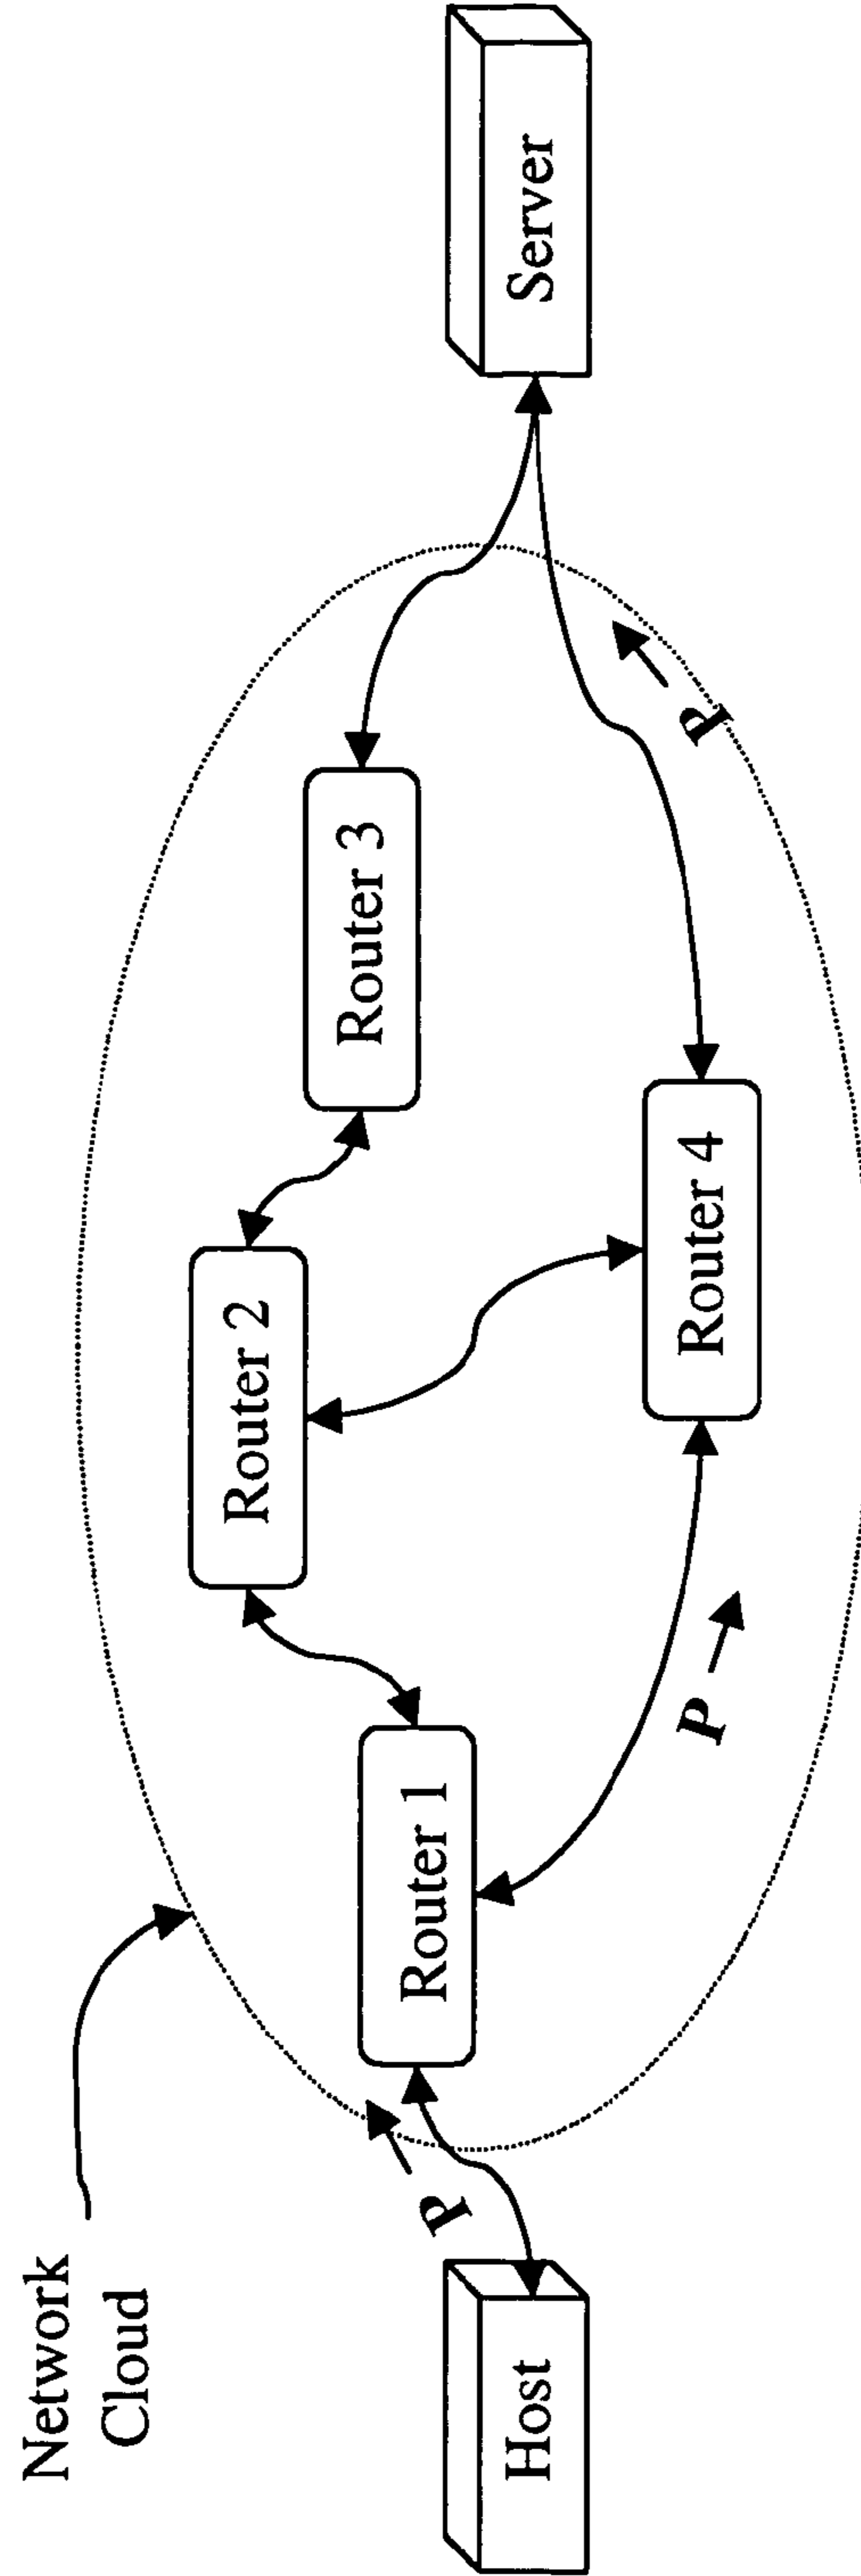 Network
Cloud
Host
P
Router 1
Router 2
P
Router 4
Router 3
P
Server